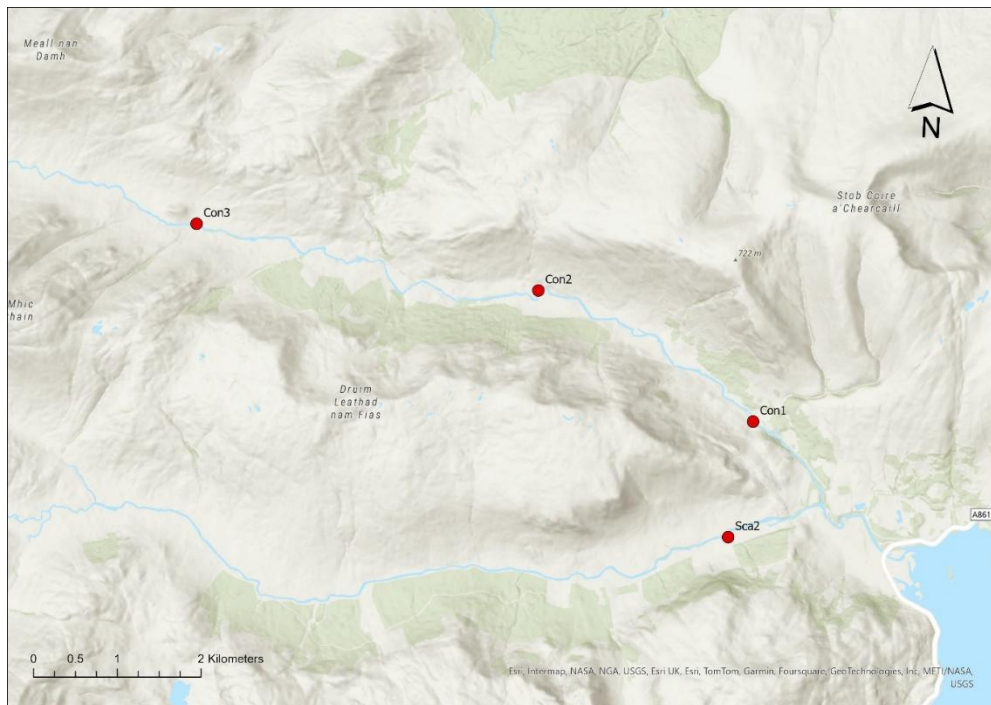 Meall nan
Damh
N
Stob Coire
a'Chearcaill
Con3
722 m
Con2
Mhic
hain
Druim
Leathad
nam Fias
Con1
A861
Sca2
0 0.5 1 2 Kilometers
Esri, Intermap, NASA, NGA, USGS, Esri UK, Esri, TomTom, Garmin, Foursquare, GeoTechnologies, Inc, METI/NASA,
USGS